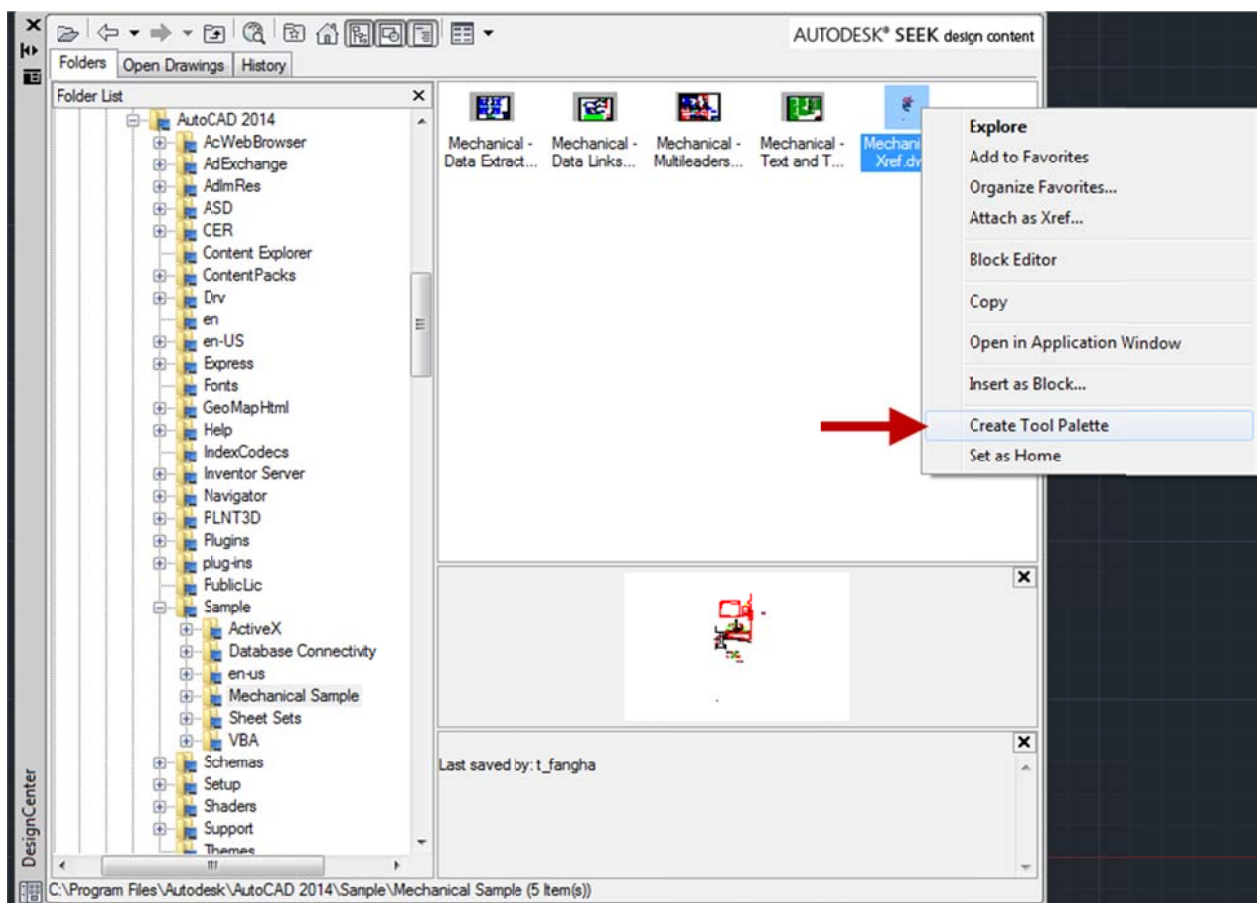 AUTODESK® SEEK design content
Folders
Open Drawings
History
Folder List
AutoCAD 2014
AcWebBrowser
AdExchange
AdlmRes
ASD
CER
Content Explorer
ContentPacks
Drv
en
en-US
Express
Fonts
GeoMapHtml
Help
IndexCodecs
Inventor Server
Navigator
PLNT3D
Plugins
plug-ins
PublicLic
Sample
ActiveX
Database Connectivity
en-us
Mechanical Sample
Sheet Sets
VBA
Schemas
Setup
Shaders
Support
Themes
Mechanical -
Data Extract...
Mechanical -
Data Links...
Mechanical -
Multileaders...
Mechanical -
Text and T...
Mechani
Xref.dw
Explore
Add to Favorites
Organize Favorites...
Attach as Xref...
Block Editor
Copy
Open in Application Window
Insert as Block...
Create Tool Palette
Set as Home
Last saved by: t_fangha
DesignCenter
C:\Program Files\Autodesk\AutoCAD 2014\Sample\Mechanical Sample (5 Item(s))